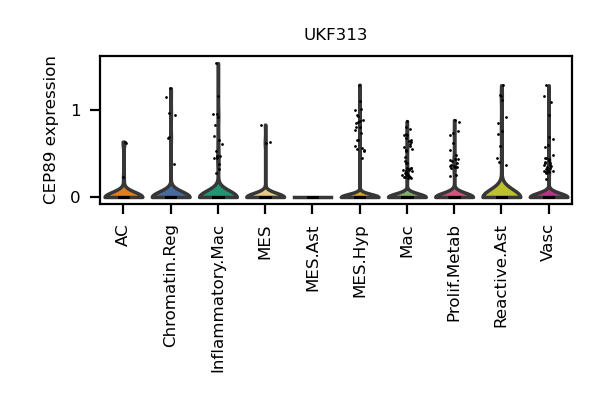 UKF313
CEP89 expression
1
0
AC
Chromatin.Reg
Inflammatory.Mac
MES
MES.Ast
MES.Hyp
Mac
Prolif.Metab
Reactive.Ast
Vasc